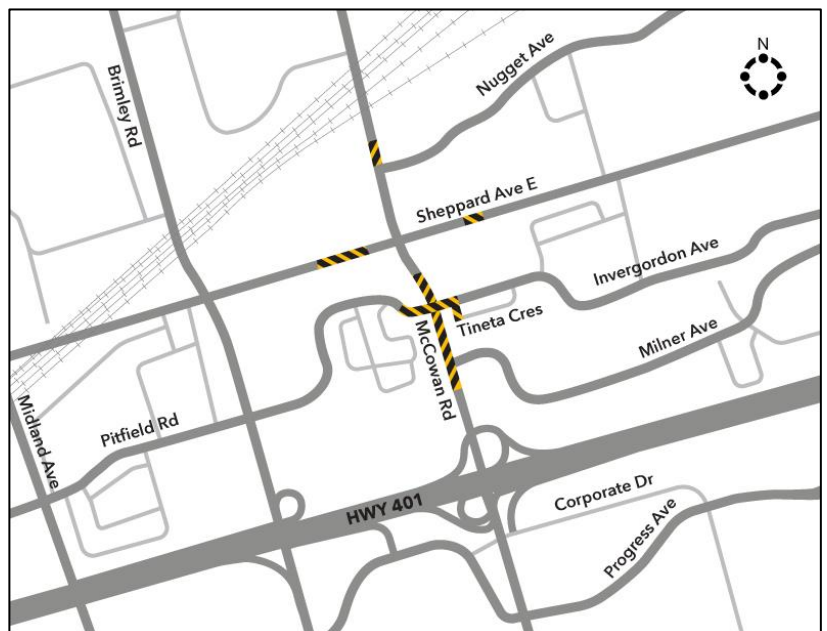 N
Nugget Ave
Brimley Rd
Sheppard Ave E
Invergordon Ave
Tineta Cres
McCowan Rd
Milner Ave
Midland Ave
Pitfield Rd
HWY 401
Corporate Dr
Progress Ave